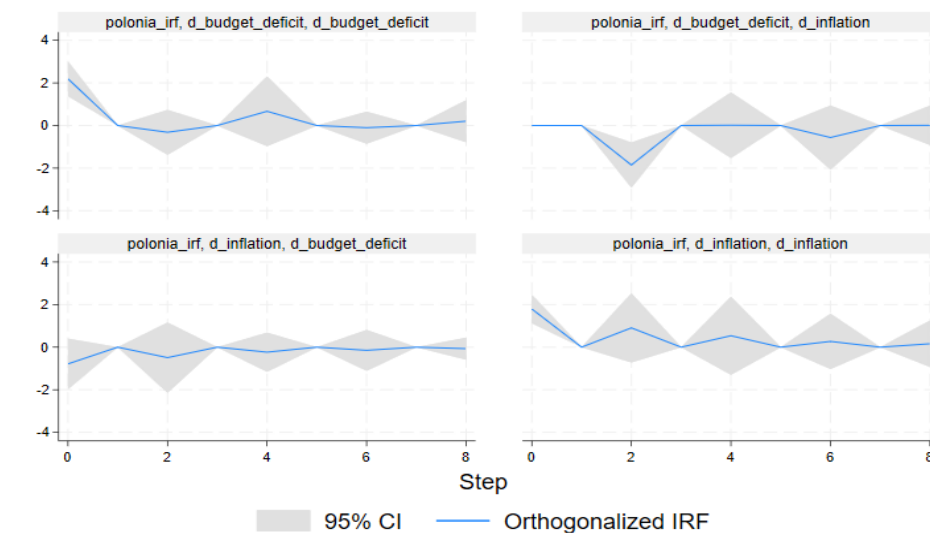 polonia_irf, d_budget_deficit, d_budget_deficit
polonia_irf, d_budget_deficit, d_inflation
4
2
0
-2
-4
polonia_irf, d_inflation, d_budget_deficit
polonia_irf, d_inflation, d_inflation
4
2
0
-2
-4
0 2 4 6 8
0 2 4 6 8
Step
95% CI
Orthogonalized IRF